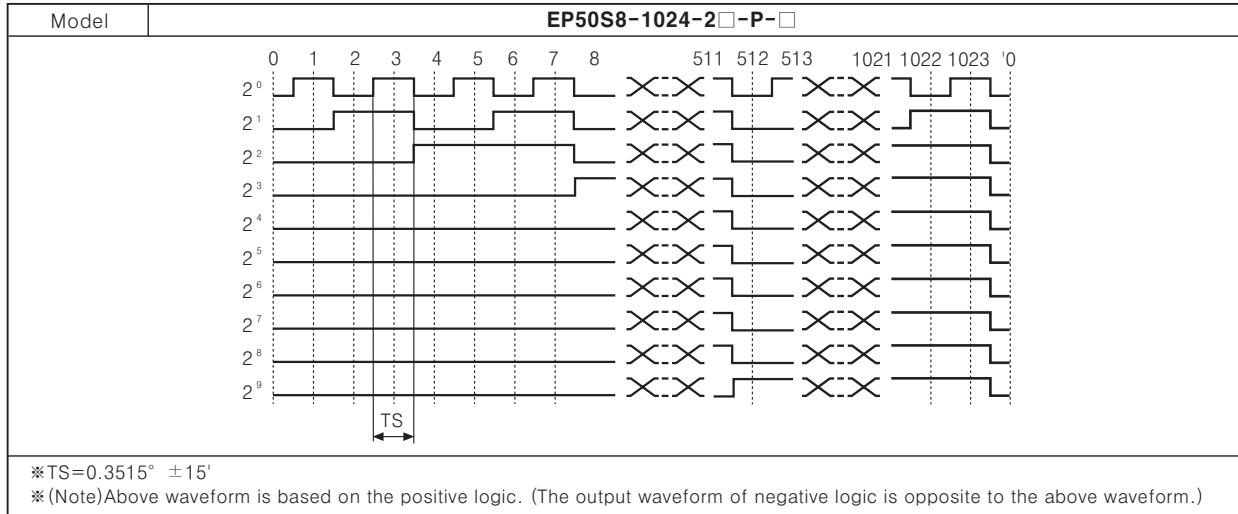 Model EP50S8-1024-2□-P-□
0 1 2 3 4 5 6 7 8 511 512 513 1021 1022 1023 '0
2⁰
2¹
2²
2³
2⁴
2⁵
2⁶
2⁷
2⁸
2⁹
TS
※TS=0.3515° ±15'
※(Note)Above waveform is based on the positive logic. (The output waveform of negative logic is opposite to the above waveform.)